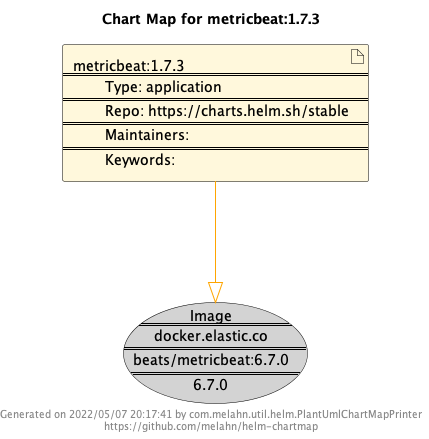 Chart Map for metricbeat:1.7.3
metricbeat:1.7.3
Type: application
Repo: https://charts.helm.sh/stable
Maintainers:
Keywords:
Image
docker.elastic.co
beats/metricbeat:6.7.0
6.7.0
Generated on 2022/05/07 20:17:41 by com.melahn.util.helm.PlantUmlChartMapPrinter
https://github.com/melahn/helm-chartmap